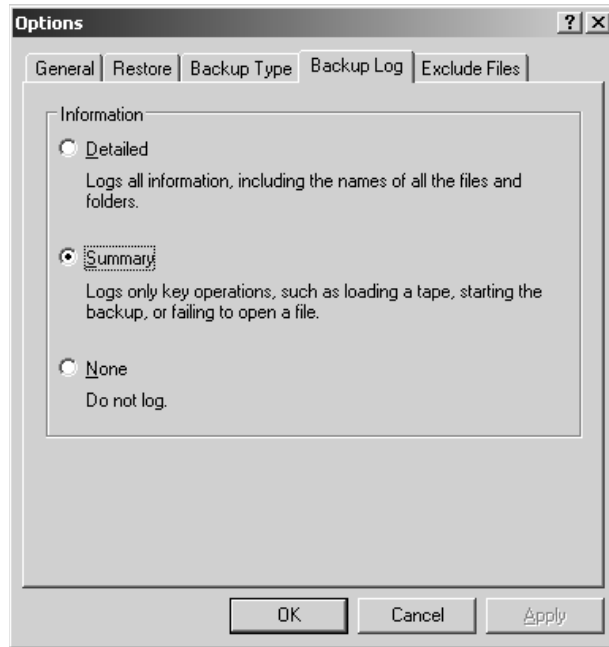 Options
General Restore Backup Type Backup Log Exclude Files
Information
Detailed
Logs all information, including the names of all the files and
folders.
Summary
Logs only key operations, such as loading a tape, starting the
backup, or failing to open a file.
None
Do not log.
OK Cancel Apply